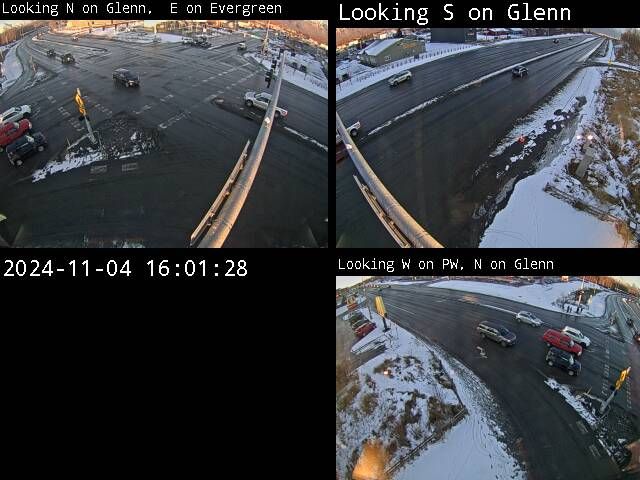 Looking N on Glenn,  E on Evergreen
Looking S on Glenn
2024-11-04 16:01:28
Looking W on PW, N on Glenn